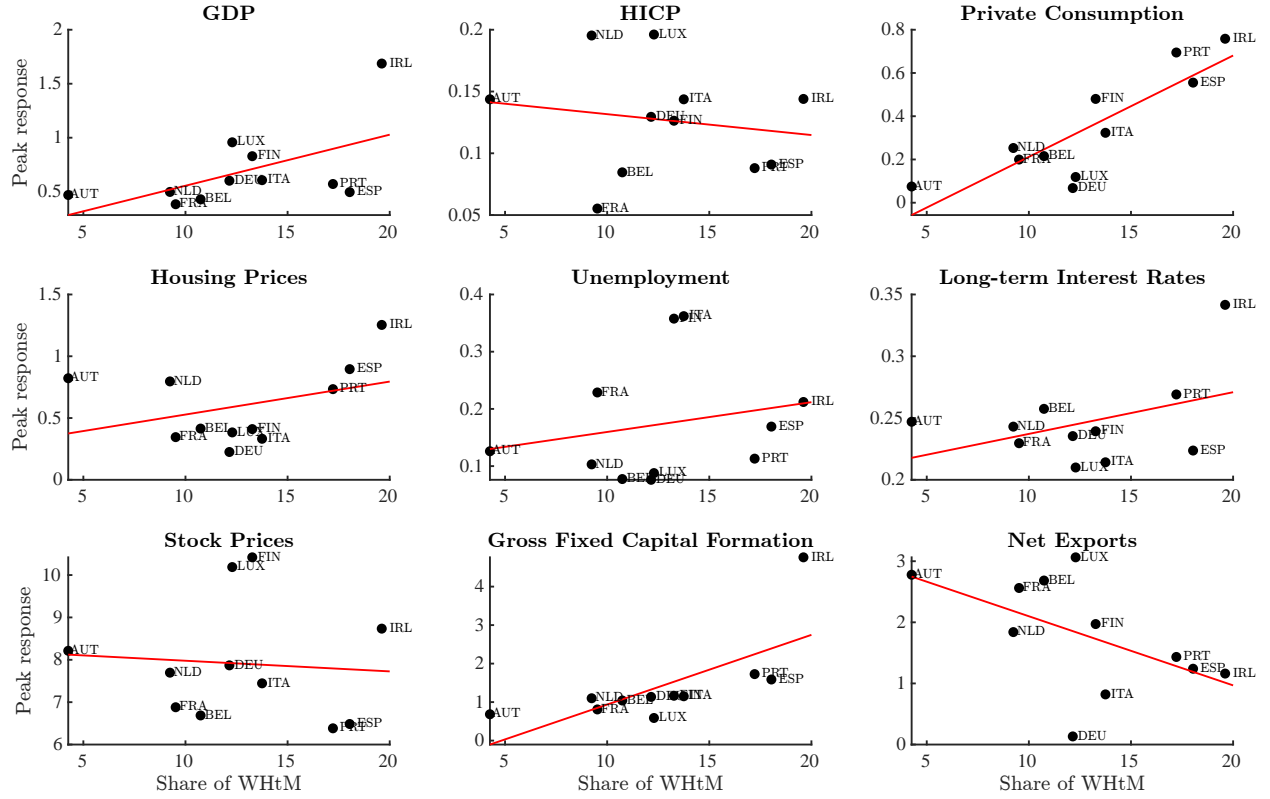 GDP
HICP
Private Consumption
Peak response
2
1.5
1
0.5
AUT
NLD
FRA
BEL
LUX
DEU
FIN
ITA
PRT
ESP
IRL
5
10
15
20
0.2
0.15
0.1
0.05
AUT
NLD
FRA
BEL
LUX
DEU
FIN
ITA
PRT
ESP
IRL
5
10
15
20
0.8
0.6
0.4
0.2
0
AUT
NLD
FRA
BEL
LUX
DEU
FIN
ITA
PRT
ESP
IRL
5
10
15
20
Housing Prices
Unemployment
Long-term Interest Rates
Peak response
1.5
1
0.5
0
AUT
NLD
FRA
BEL
LUX
DEU
FIN
ITA
PRT
ESP
IRL
5
10
15
20
0.4
0.3
0.2
0.1
AUT
NLD
FRA
BEL
LUX
DEU
FIN
ITA
PRT
ESP
IRL
5
10
15
20
0.35
0.3
0.25
0.2
AUT
NLD
FRA
BEL
LUX
DEU
FIN
ITA
PRT
ESP
IRL
5
10
15
20
Stock Prices
Gross Fixed Capital Formation
Net Exports
Peak response
10
9
8
7
6
AUT
NLD
FRA
BEL
LUX
DEU
FIN
ITA
PRT
ESP
IRL
5
10
15
20
Share of WHtM
4
3
2
1
0
AUT
NLD
FRA
BEL
LUX
DEU
FIN
ITA
PRT
ESP
IRL
5
10
15
20
Share of WHtM
3
2
1
0
AUT
NLD
FRA
BEL
LUX
DEU
FIN
ITA
PRT
ESP
IRL
5
10
15
20
Share of WHtM